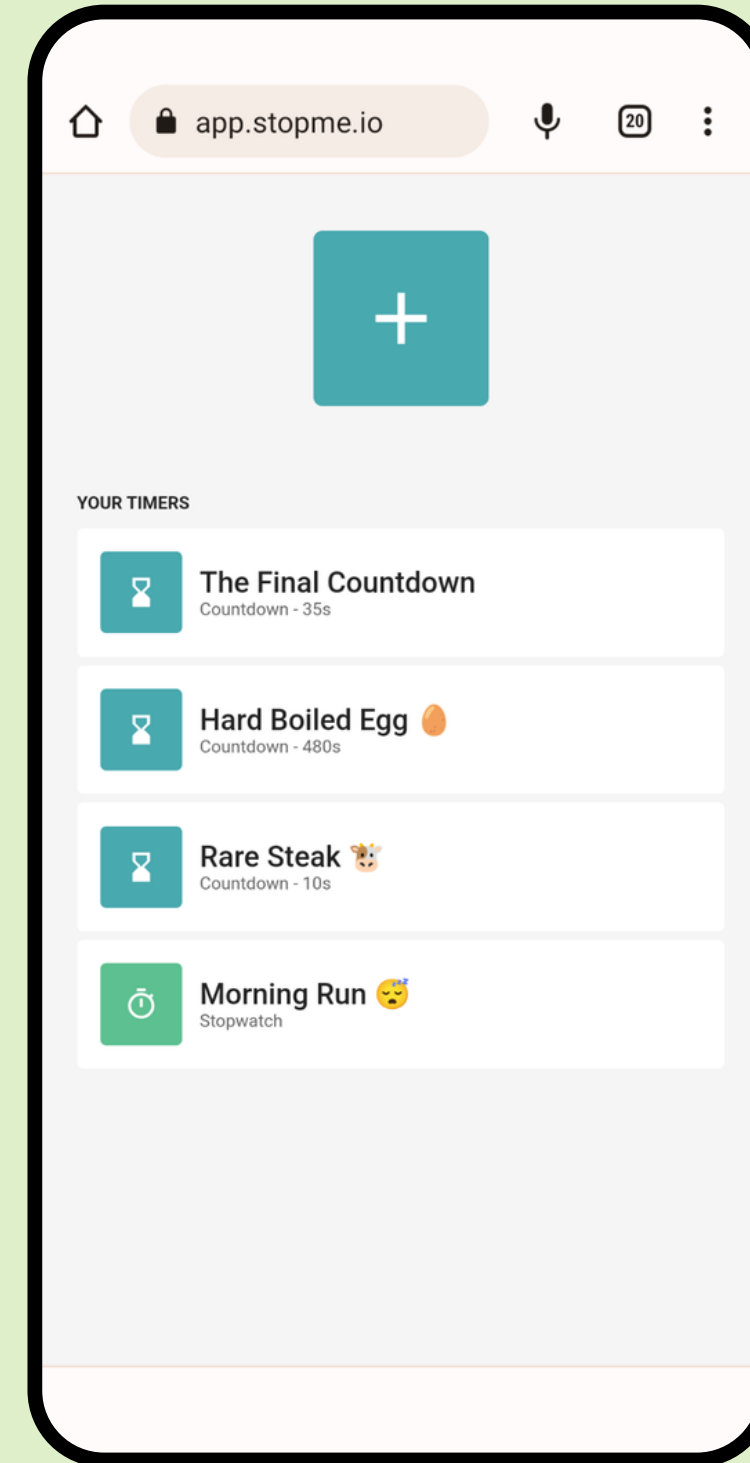 app.stopme.io
20
YOUR TIMERS
The Final Countdown
Countdown - 35s
Hard Boiled Egg 🥚
Countdown - 480s
Rare Steak 🐮
Countdown - 10s
Morning Run 😴
Stopwatch